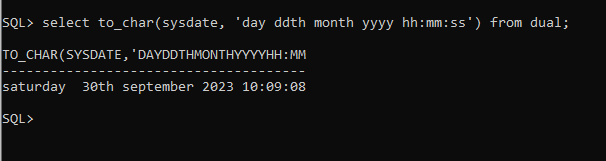 SQL> select to_char(sysdate, 'day ddth month yyyy hh:mm:ss') from dual;
TO_CHAR(SYSDATE,'DAYDDTHMONTHYYYYHH:MM
--------------------------------------
saturday  30th september 2023 10:09:08
SQL>